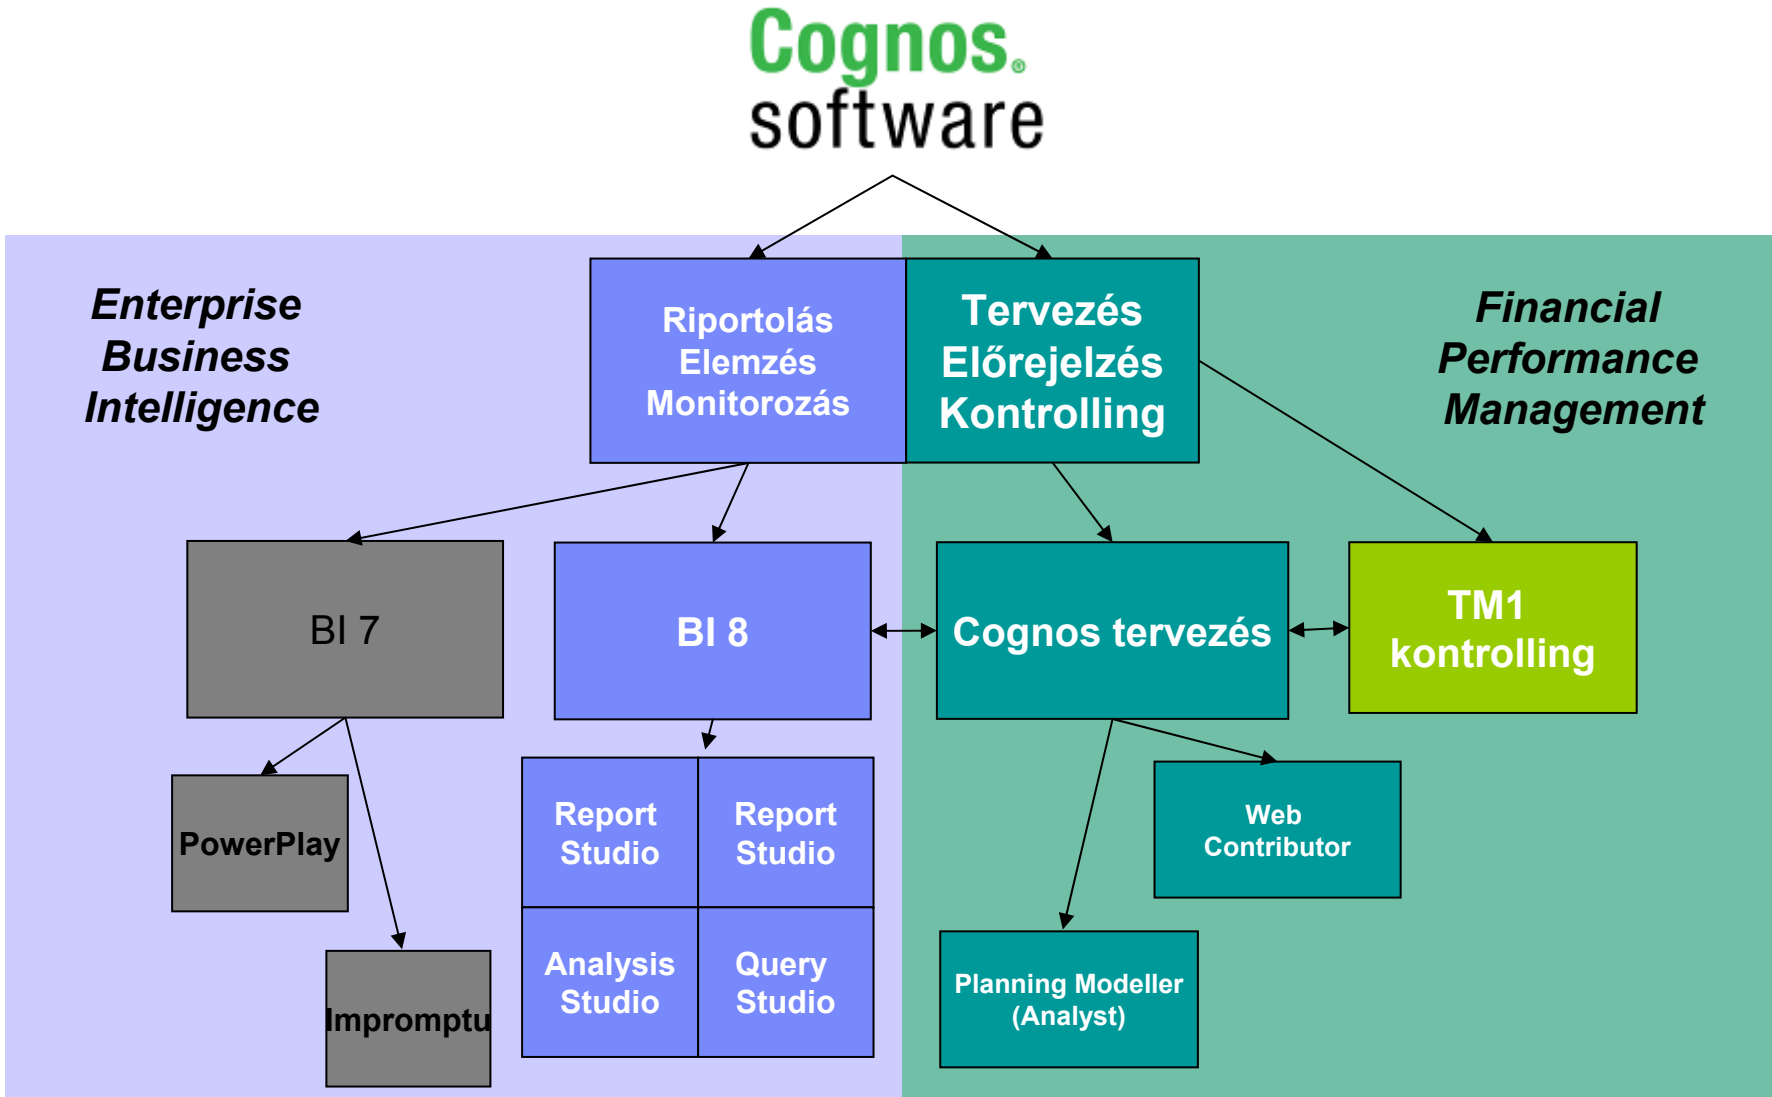 Cognos®
software
Enterprise
Business
Intelligence
Riportolás
Elemzés
Monitorozás
Tervezés
Előrejelzés
Kontrolling
Financial
Performance
Management
BI 7
BI 8
Cognos tervezés
TM1
kontrolling
PowerPlay
Impromptu
Report
Studio
Report
Studio
Analysis
Studio
Query
Studio
Web
Contributor
Planning Modeller
(Analyst)